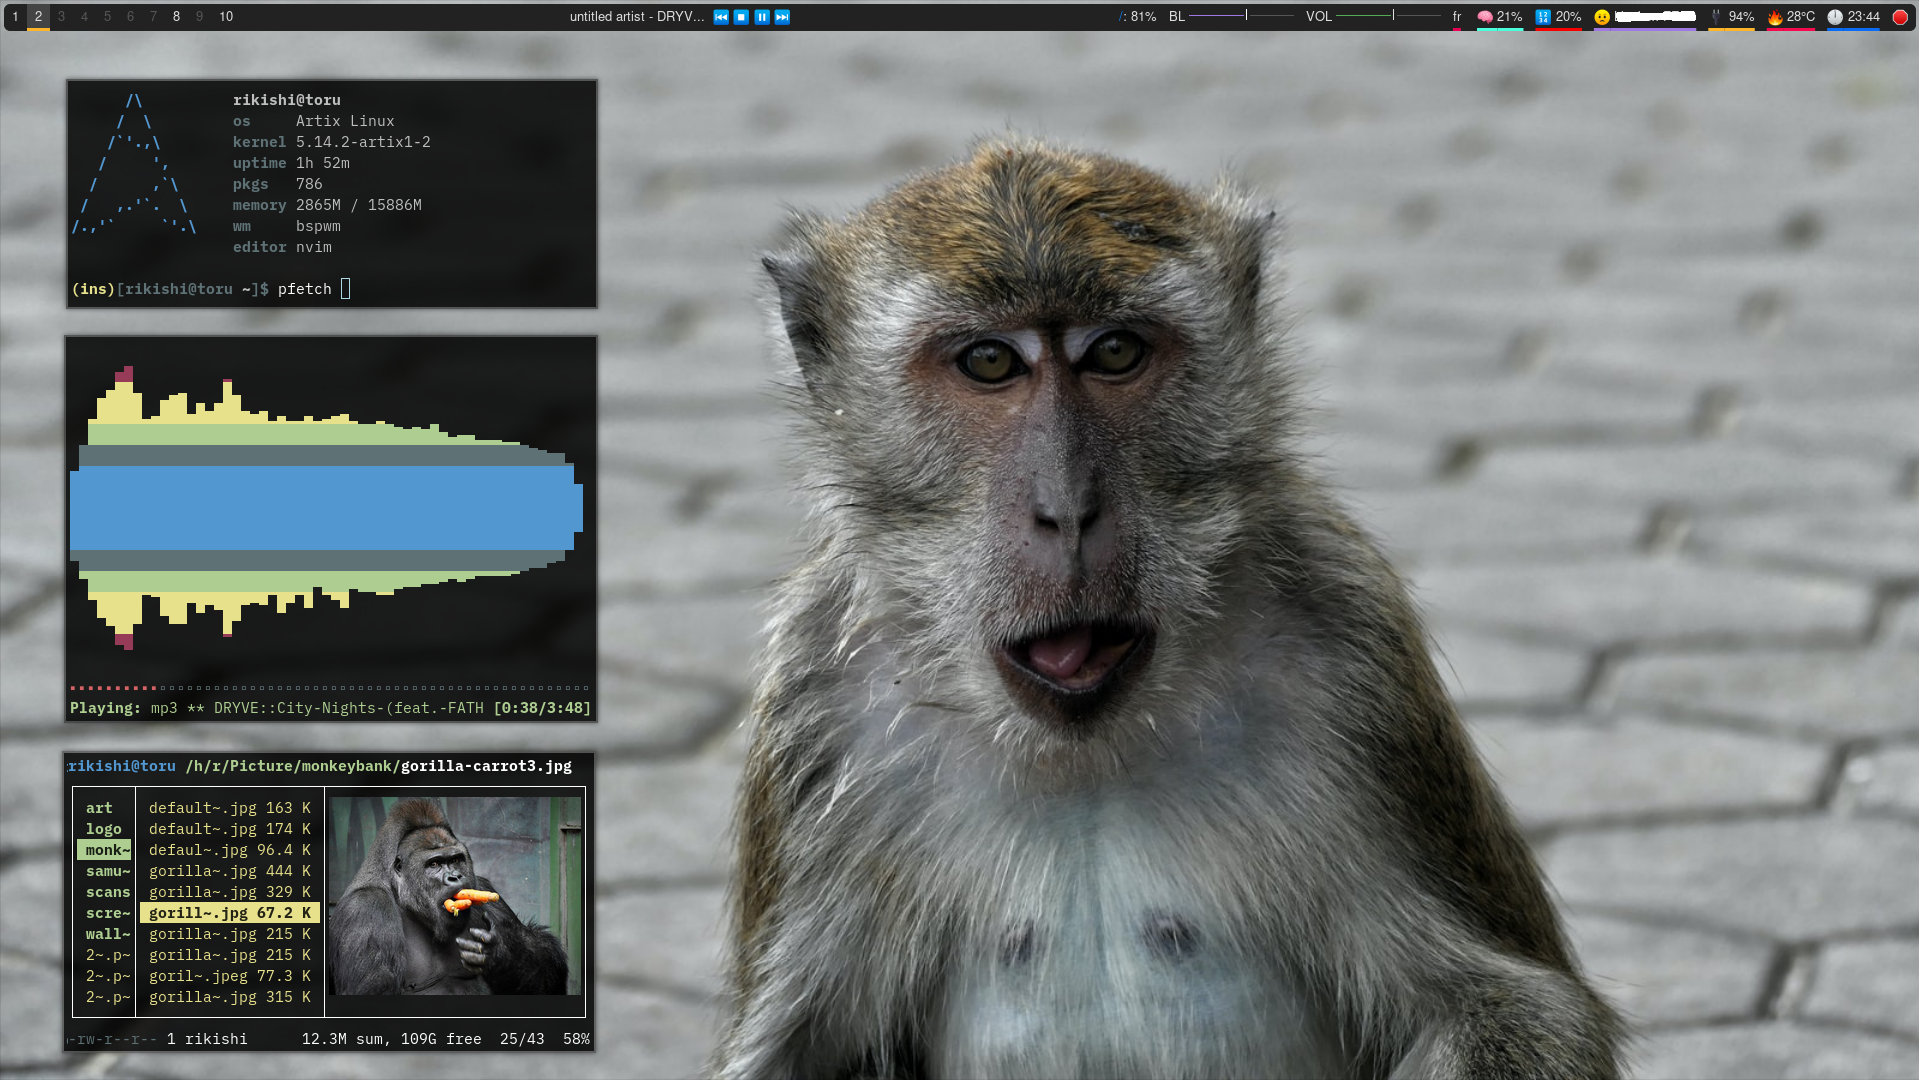 1 2 3 4 5 6 7 8 9 10 untitled artist - DRYV... /: 81% BL VOL fr 21% 20% 94% 28°C 23:44
rikishi@toru
os Artix Linux
kernel 5.14.2-artix1-2
uptime 1h 52m
pkgs 786
memory 2865M / 15886M
wm bspwm
editor nvim
(ins)[rikishi@toru ~]$ pfetch
Playing: mp3 ** DRYVE::City-Nights-(feat.-FATH [0:38/3:48]
rikishi@toru /h/r/Picture/monkeybank/gorilla-carrot3.jpg
art default~.jpg 163 K
logo default~.jpg 174 K
monk~ defaul~.jpg 96.4 K
samu~ gorilla~.jpg 444 K
scans gorilla~.jpg 329 K
scre~ gorill~.jpg 67.2 K
wall~ gorilla~.jpg 215 K
2~.p~ gorilla~.jpg 215 K
2~.p~ goril~.jpeg 77.3 K
2~.p~ gorilla~.jpg 315 K
-rw-r--r-- 1 rikishi 12.3M sum, 109G free 25/43 58%